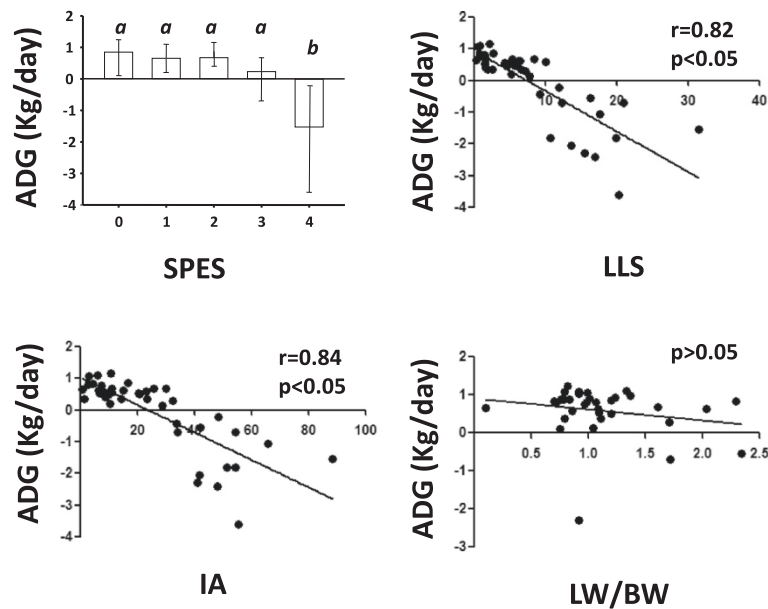 2
a a a a b
1
0
-1
-2
-3
-4
ADG (Kg/day)
0 1 2 3 4
SPES
2
1
0
-1
-2
-3
-4
ADG (Kg/day)
r=0.82
p<0.05
10 20 30 40
LLS
2
1
0
-1
-2
-3
-4
ADG (Kg/day)
r=0.84
p<0.05
20 40 60 80 100
IA
2
1
0
-1
-2
-3
ADG (Kg/day)
p>0.05
0.5 1.0 1.5 2.0 2.5
LW/BW